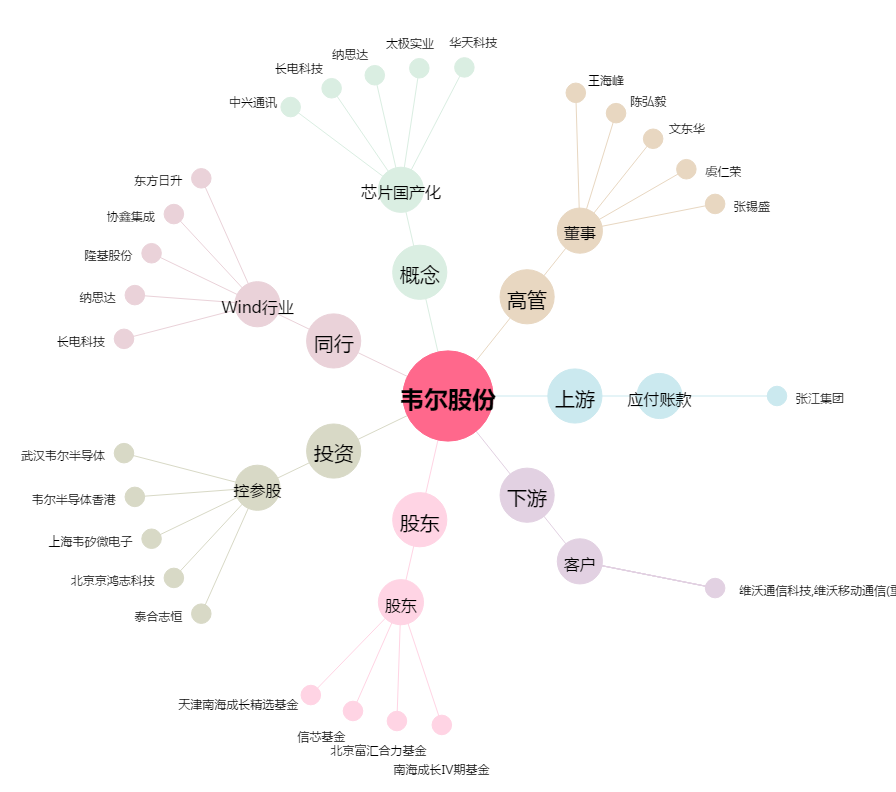 华天科技
太极实业
纳思达
长电科技
中兴通讯
芯片国产化
概念
王海峰
陈弘毅
文东华
虞仁荣
张锡盛
董事
高管
东方日升
协鑫集成
隆基股份
纳思达
长电科技
Wind行业
同行
韦尔股份
上游
应付账款
张江集团
投资
控参股
武汉韦尔半导体
韦尔半导体香港
上海韦矽微电子
北京京鸿志科技
泰合志恒
下游
客户
维沃通信科技,维沃移动通信(重
股东
股东
天津南海成长精选基金
信芯基金
北京富汇合力基金
南海成长IV期基金